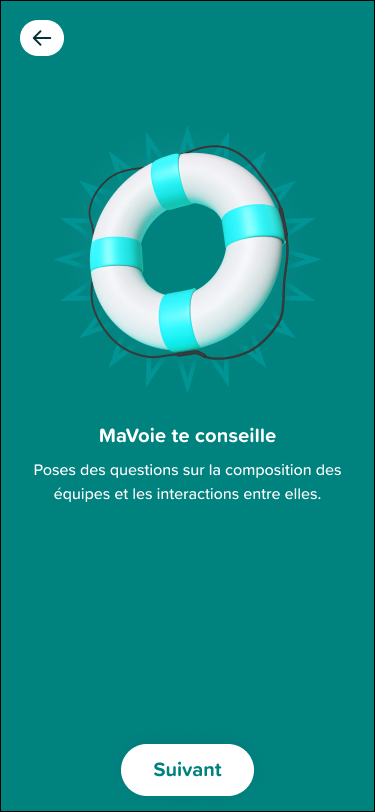 MaVoie te conseille
Poses des questions sur la composition des
équipes et les interactions entre elles.
Suivant